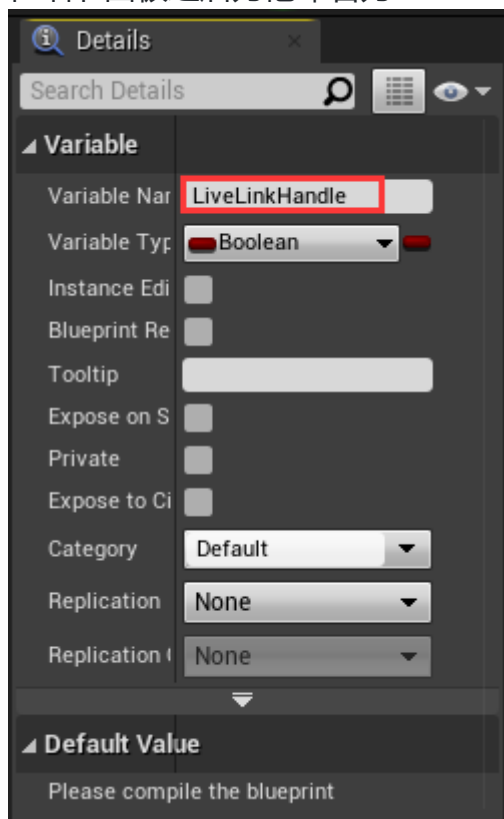 Details
Search Details
Variable
Variable Nar LiveLinkHandle
Variable Typ Boolean
Instance Edi
Blueprint Re
Tooltip
Expose on S
Private
Expose to Ci
Category Default
Replication None
Replication None
Default Value
Please compile the blueprint